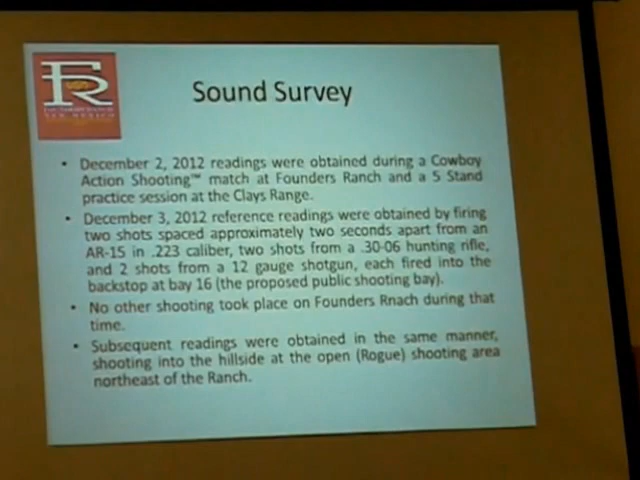 FR
Sound Survey
• December 2, 2012 readings were obtained during a Cowboy
Action Shooting™ match at Founders Ranch and a 5 Stand
practice session at the Clays Range.
• December 3, 2012 reference readings were obtained by firing
two shots spaced approximately two seconds apart from an
AR-15 in .223 caliber, two shots from a .30-06 hunting rifle,
and 2 shots from a 12 gauge shotgun, each fired into the
backstop at bay 16 (the proposed public shooting bay).
• No other shooting took place on Founders Rnach during that
time.
• Subsequent readings were obtained in the same manner,
shooting into the hillside at the open (Rogue) shooting area
northeast of the Ranch.